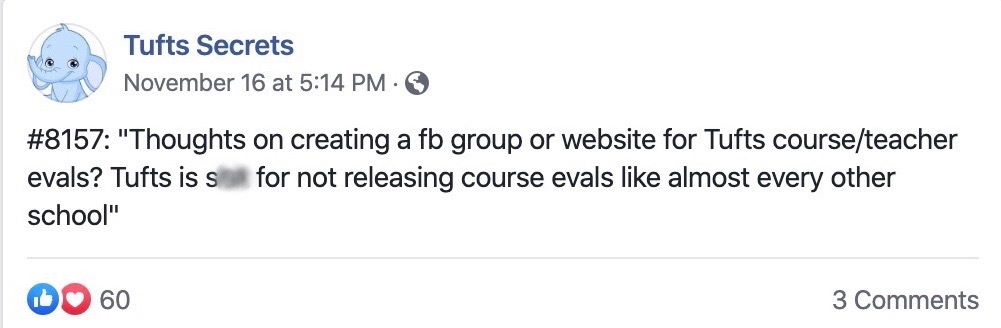 Tufts Secrets
November 16 at 5:14 PM ·
#8157: "Thoughts on creating a fb group or website for Tufts course/teacher
evals? Tufts is for not releasing course evals like almost every other
school"
60
3 Comments